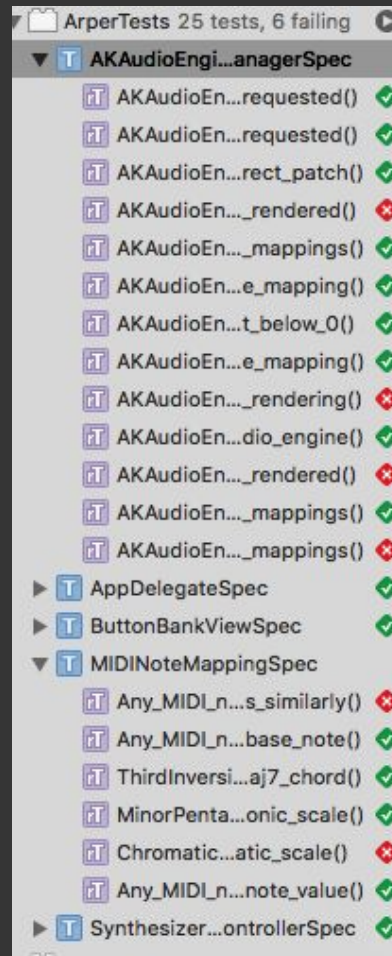 ArperTests 25 tests, 6 failing
T AKAudioEngi...anagerSpec
T AKAudioEn...requested()
T AKAudioEn...requested()
T AKAudioEn...rect_patch()
T AKAudioEn..._rendered()
T AKAudioEn..._mappings()
T AKAudioEn...e_mapping()
T AKAudioEn...t_below_0()
T AKAudioEn...e_mapping()
T AKAudioEn..._rendering()
T AKAudioEn...dio_engine()
T AKAudioEn..._rendered()
T AKAudioEn..._mappings()
T AKAudioEn..._mappings()
T AppDelegateSpec
T ButtonBankViewSpec
T MIDINoteMappingSpec
T Any_MIDI_n...s_similarly()
T Any_MIDI_n...base_note()
T ThirdInversi...aj7_chord()
T MinorPenta...onic_scale()
T Chromatic...atic_scale()
T Any_MIDI_n...note_value()
T Synthesizer...ontrollerSpec